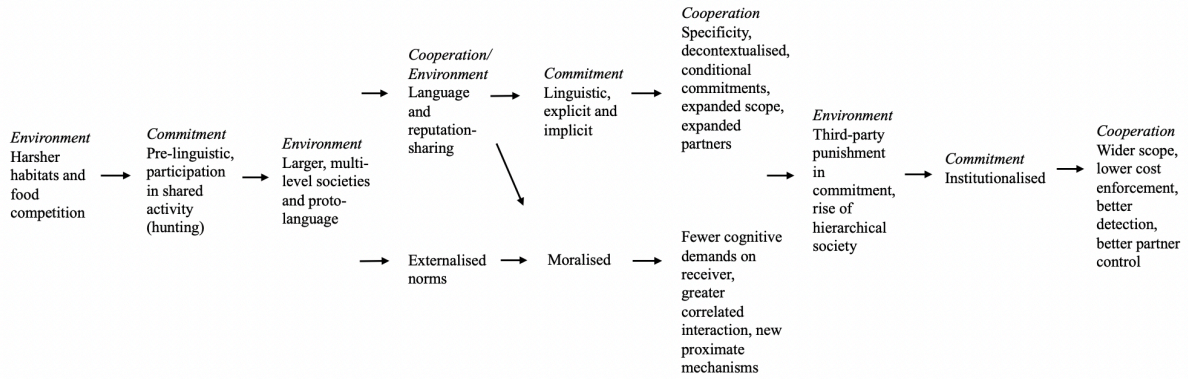 Environment
Harsher
habitats and
food
competition
Commitment
Pre-linguistic,
participation
in shared
activity
(hunting)
Environment
Larger, multi-
level societies
and proto-
language
Cooperation/
Environment
Language
and
reputation-
sharing
Commitment
Linguistic,
explicit and
implicit
Cooperation
Specificity,
decontextualised,
conditional
commitments,
expanded scope,
expanded
partners
Externalised
norms
Moralised
Fewer cognitive
demands on
receiver,
greater
correlated
interaction, new
proximate
mechanisms
Environment
Third-party
punishment
in
commitment,
rise of
hierarchical
society
Commitment
Institutionalised
Cooperation
Wider scope,
lower cost
enforcement,
better
detection,
better partner
control